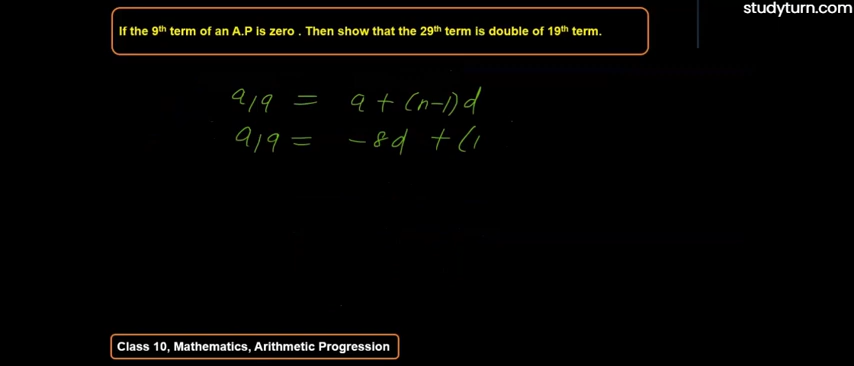 studyturn.com
If the 9th term of an A.P is zero . Then show that the 29th term is double of 19th term.
a19 = a + (n-1)d
a19 = -8d + (1
Class 10, Mathematics, Arithmetic Progression